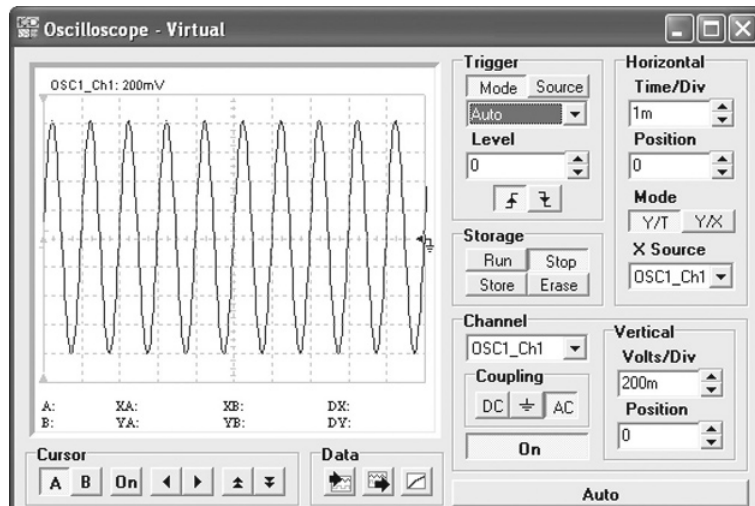 Oscilloscope - Virtual
OSC1_Ch1: 200mV
A: XA: XB: DX:
B: YA: YB: DY:
Cursor
A B On
Data
Trigger
Mode Source
Auto
Level
0
Storage
Run Stop
Store Erase
Horizontal
Time/Div
1m
Position
0
Mode
Y/T Y/X
X Source
OSC1_Ch1
Channel
OSC1_Ch1
Coupling
DC AC
On
Vertical
Volts/Div
200m
Position
0
Auto